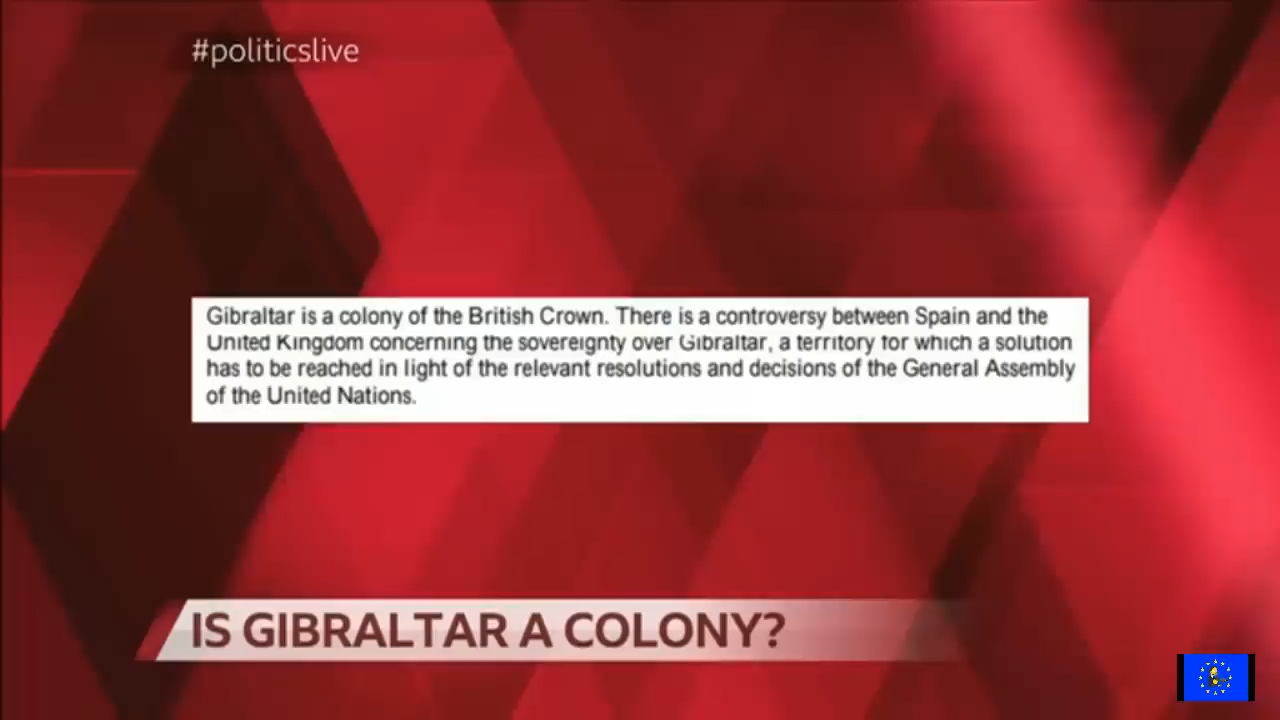 #politicslive
Gibraltar is a colony of the British Crown. There is a controversy between Spain and the
United Kingdom concerning the sovereignty over Gibraltar, a territory for which a solution
has to be reached in light of the relevant resolutions and decisions of the General Assembly
of the United Nations.
IS GIBRALTAR A COLONY?